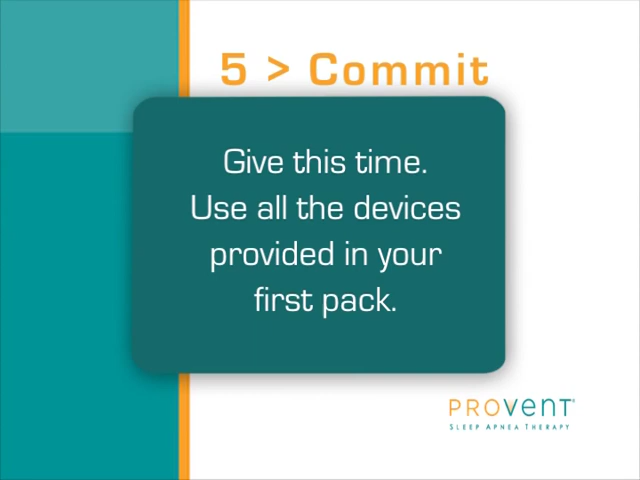 5 > Commit
Give this time.
Use all the devices
provided in your
first pack.
PROVENT®
SLEEP APNEA THERAPY